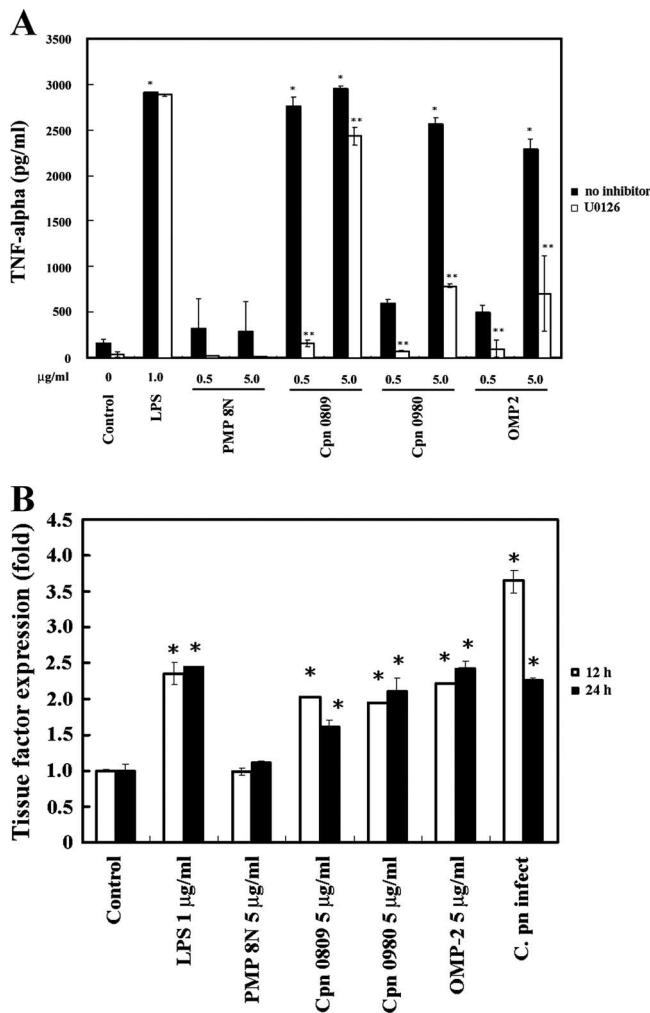 A
3500
3000
2500
2000
1500
1000
500
0
TNF-alpha (pg/ml)
* * * ** * ** * **
** ** **
no inhibitor
U0126
μg/ml 0 1.0 0.5 5.0 0.5 5.0 0.5 5.0 0.5 5.0
Control LPS PMP 8N Cpn 0809 Cpn 0980 OMP2
B
4.5
4.0
3.5
3.0
2.5
2.0
1.5
1.0
0.5
0
Tissue factor expression (fold)
* * * * * * * * * *
12 h
24 h
Control
LPS 1 μg/ml
PMP 8N 5 μg/ml
Cpn 0809 5 μg/ml
Cpn 0980 5 μg/ml
OMP-2 5 μg/ml
C. pn infect